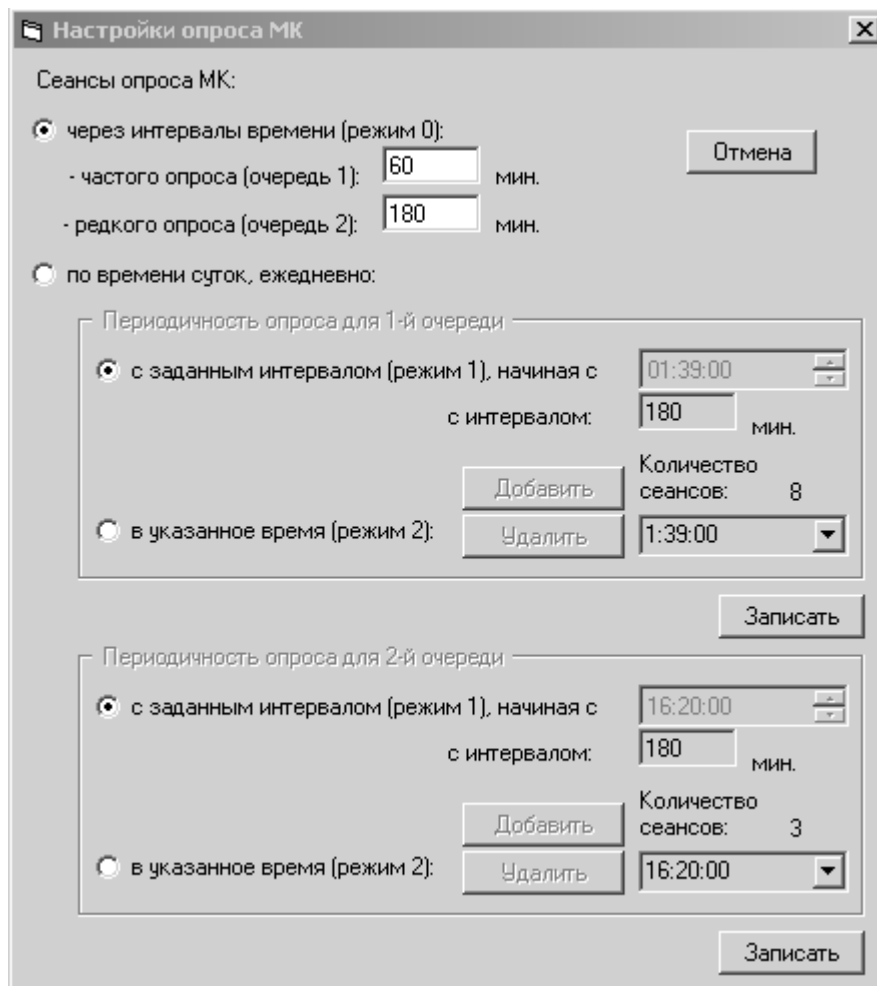 Настройки опроса МК
Сеансы опроса МК:
через интервалы времени (режим 0):
Отмена
- частого опроса (очередь 1): 60 мин.
- редкого опроса (очередь 2): 180 мин.
по времени суток, ежедневно:
Периодичность опроса для 1-й очереди
с заданным интервалом (режим 1), начиная с 01:39:00
с интервалом: 180 мин.
Количество
Добавить сеансов: 8
в указанное время (режим 2): Удалить 1:39:00
Записать
Периодичность опроса для 2-й очереди
с заданным интервалом (режим 1), начиная с 16:20:00
с интервалом: 180 мин.
Количество
Добавить сеансов: 3
в указанное время (режим 2): Удалить 16:20:00
Записать